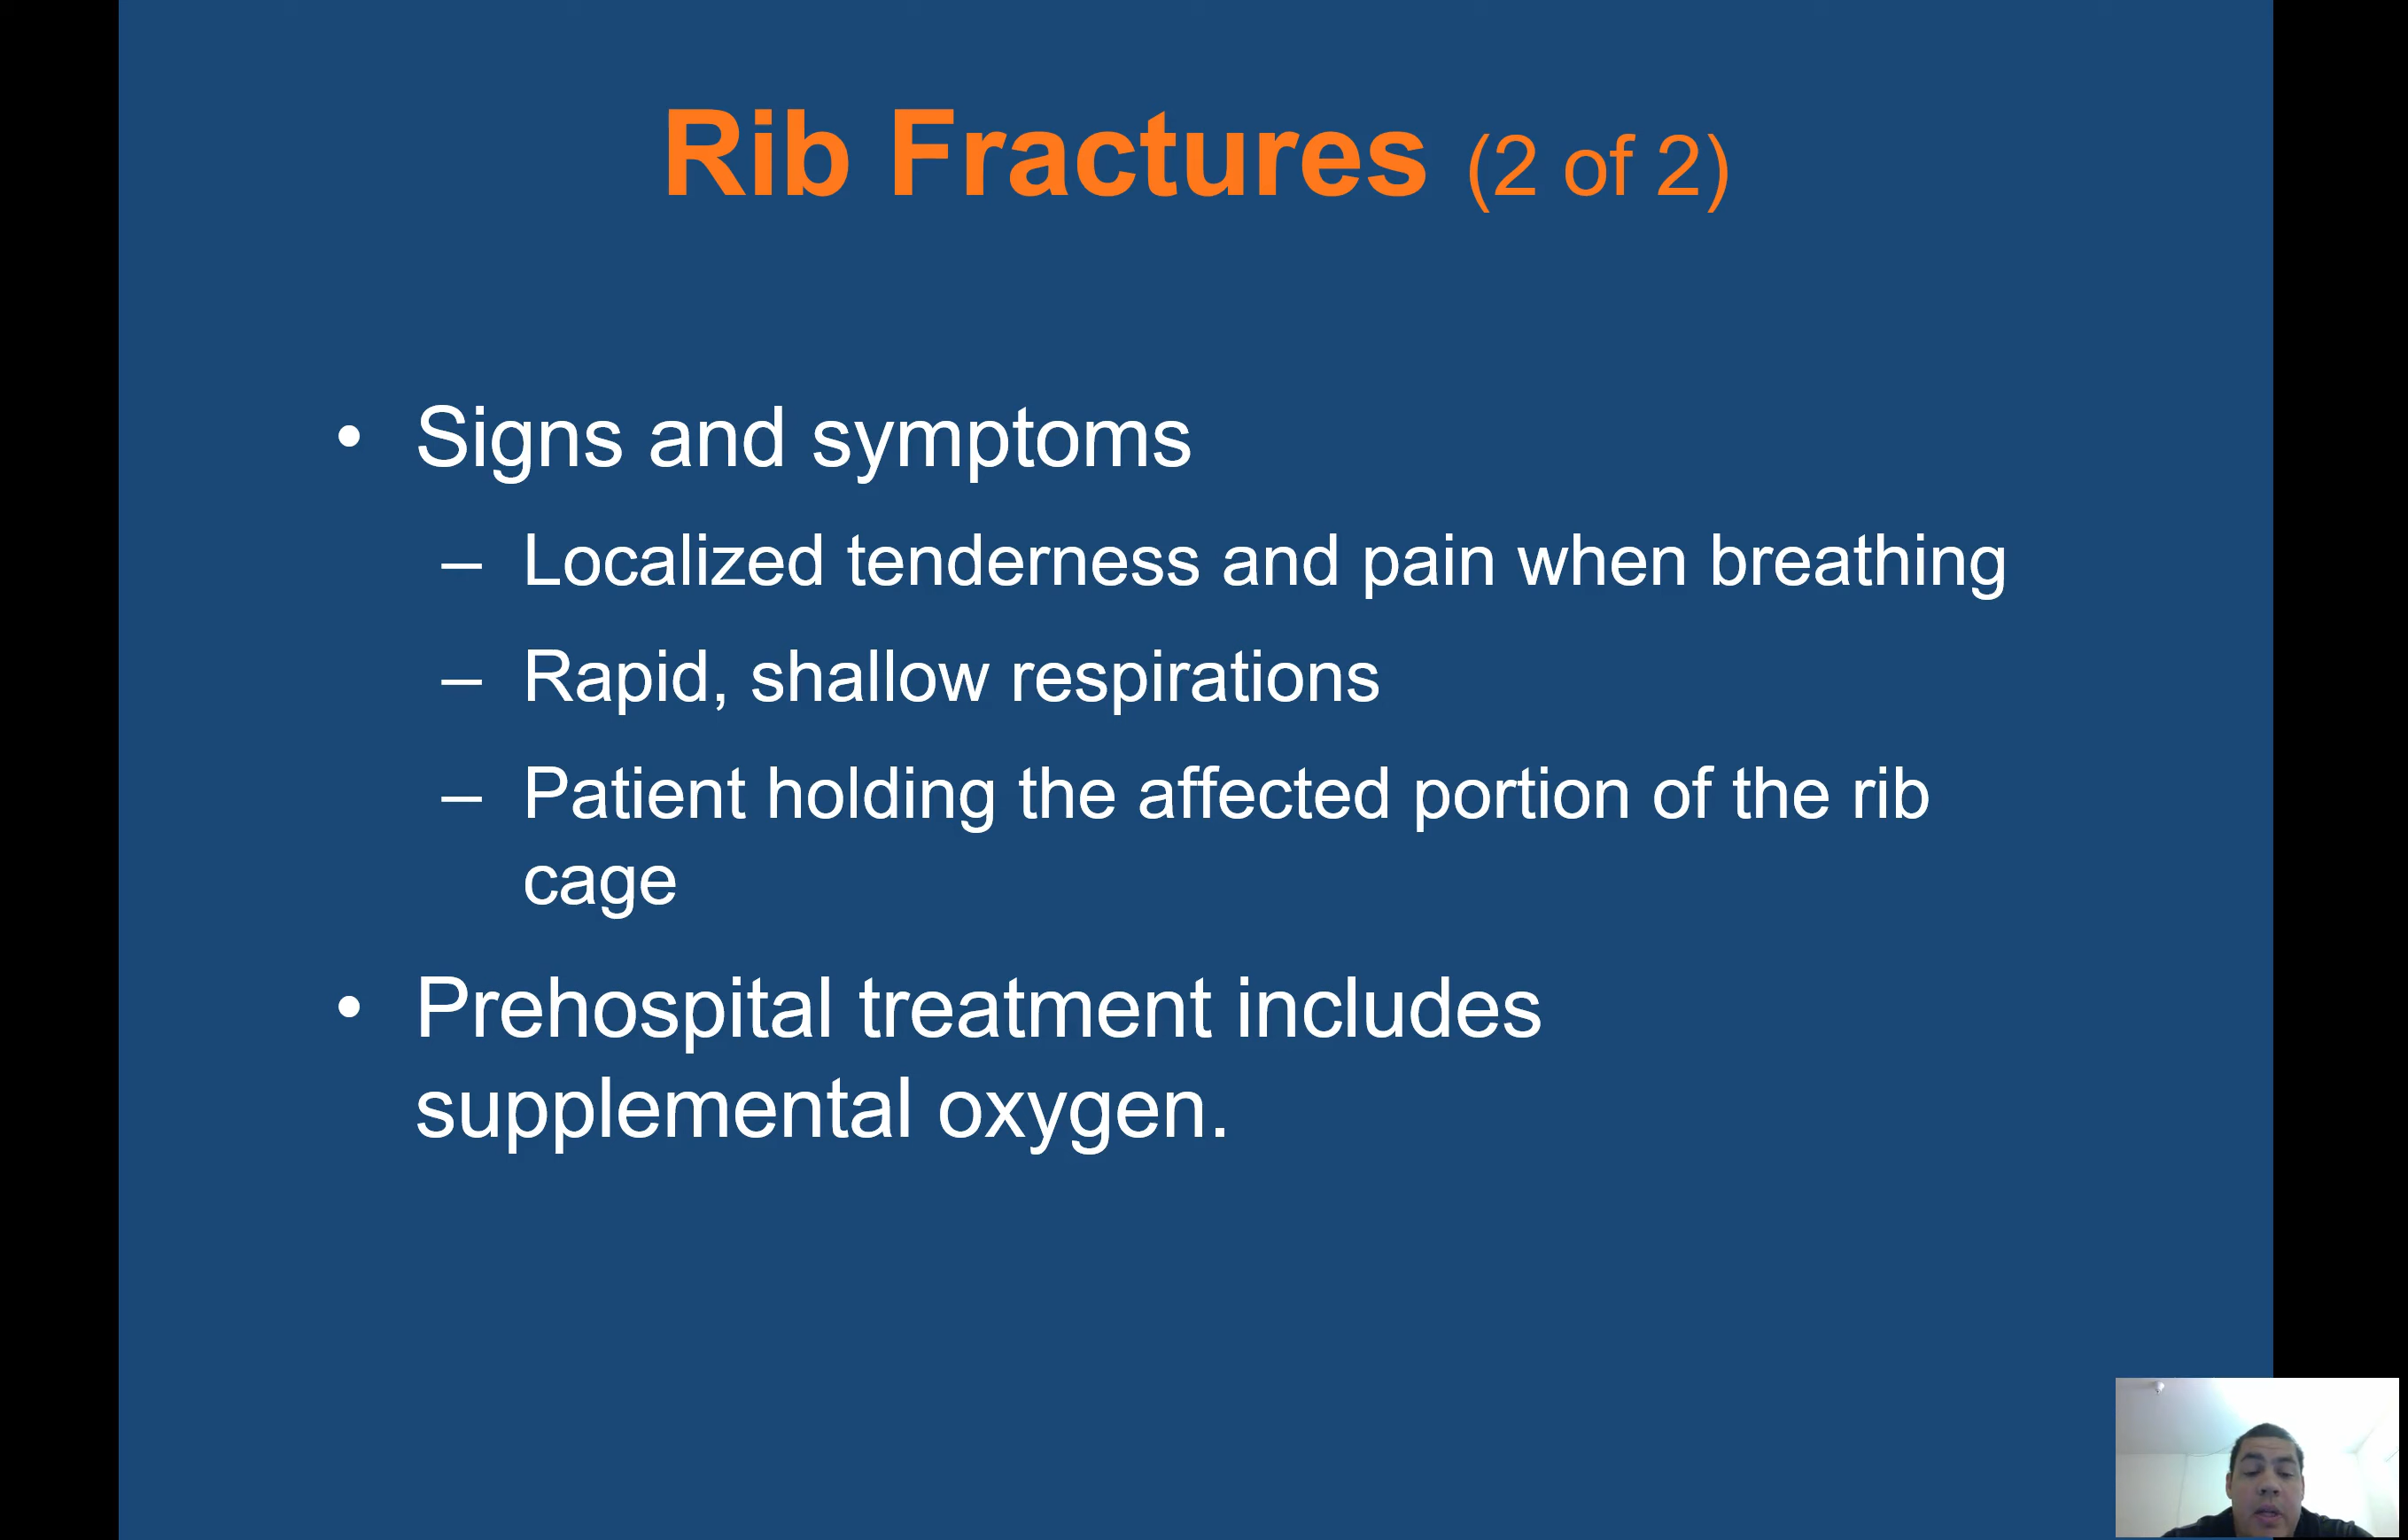 Rib Fractures (2 of 2)
• Signs and symptoms
– Localized tenderness and pain when breathing
– Rapid, shallow respirations
– Patient holding the affected portion of the rib
cage
• Prehospital treatment includes
supplemental oxygen.